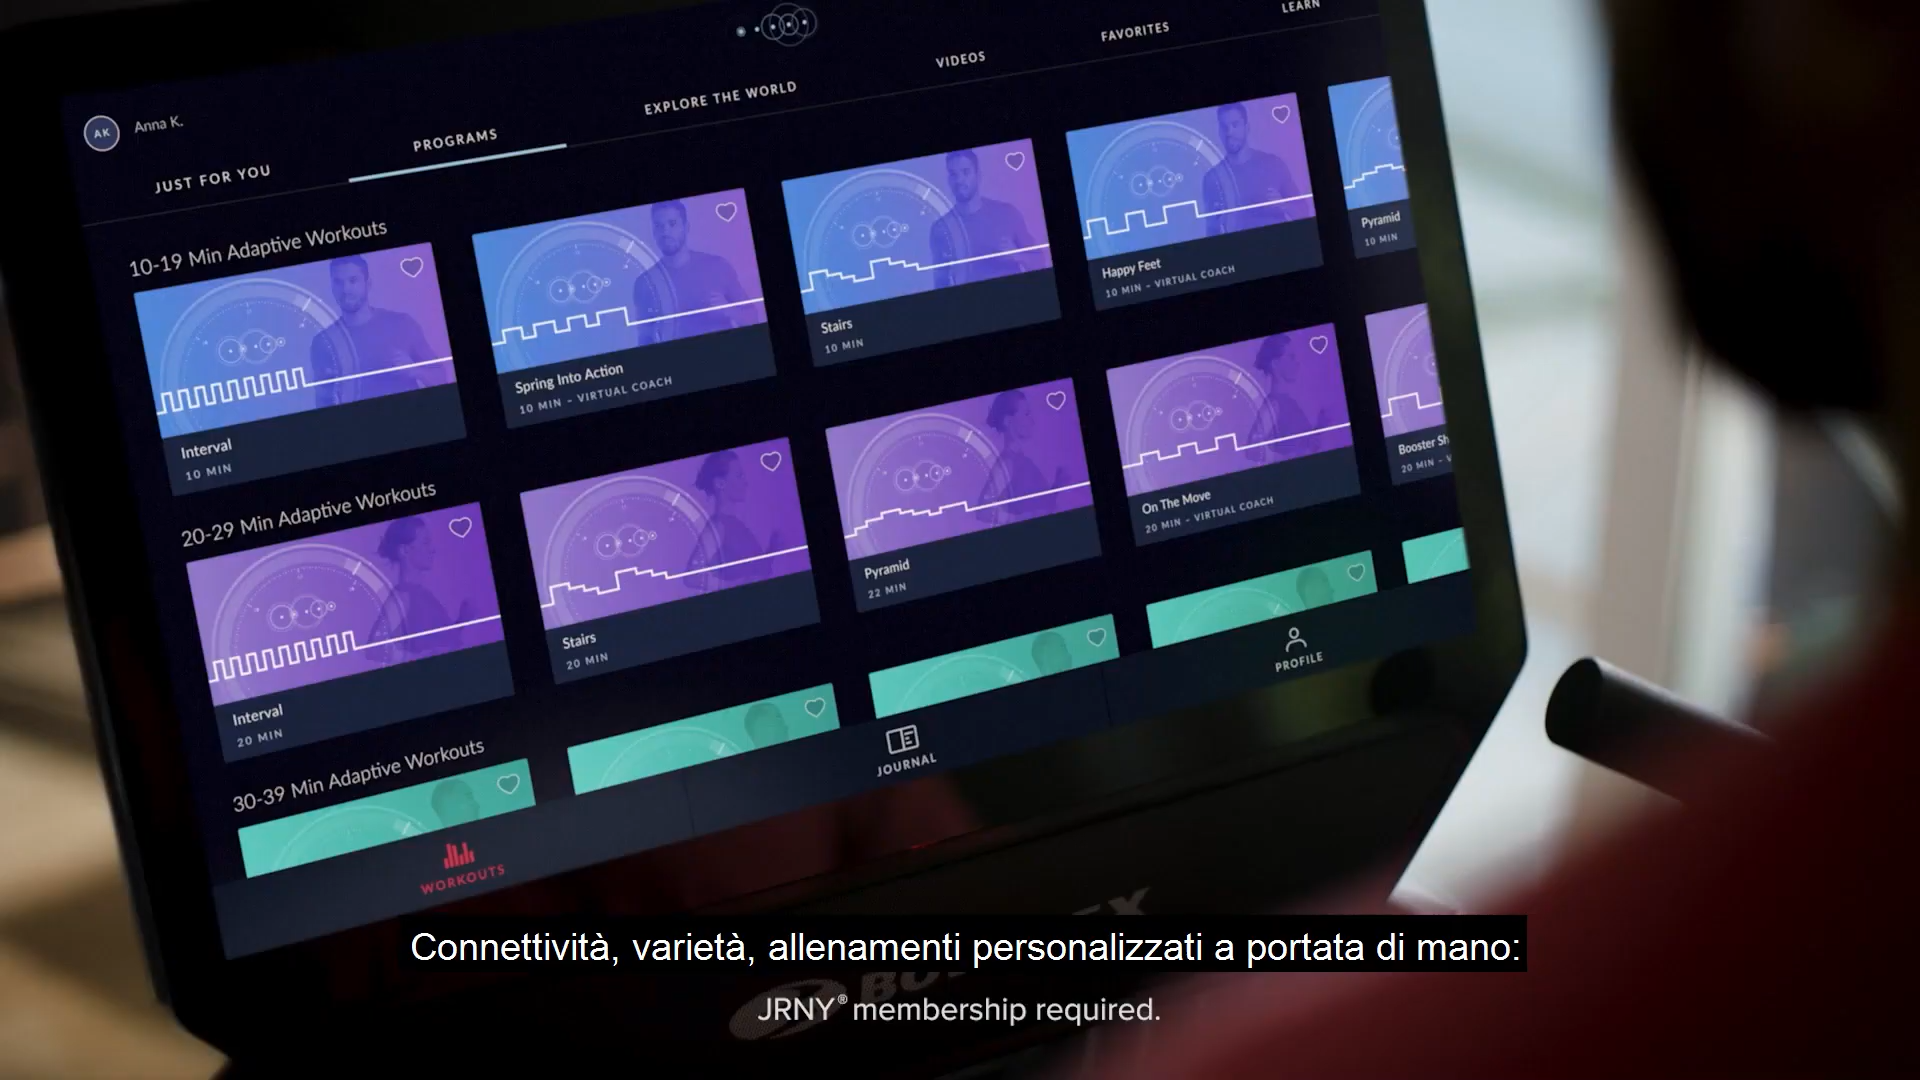 LEARN
FAVORITES
VIDEOS
EXPLORE THE WORLD
PROGRAMS
JUST FOR YOU
AK
Anna K.
10-19 Min Adaptive Workouts
Interval
10 MIN
Spring Into Action
10 MIN - VIRTUAL COACH
Stairs
10 MIN
Happy Feet
10 MIN - VIRTUAL COACH
Pyramid
10 MIN
20-29 Min Adaptive Workouts
Interval
20 MIN
Stairs
20 MIN
Pyramid
22 MIN
On The Move
20 MIN - VIRTUAL COACH
Booster Sh
20 MIN - V
30-39 Min Adaptive Workouts
WORKOUTS
JOURNAL
PROFILE
Connettività, varietà, allenamenti personalizzati a portata di mano:
JRNY® membership required.